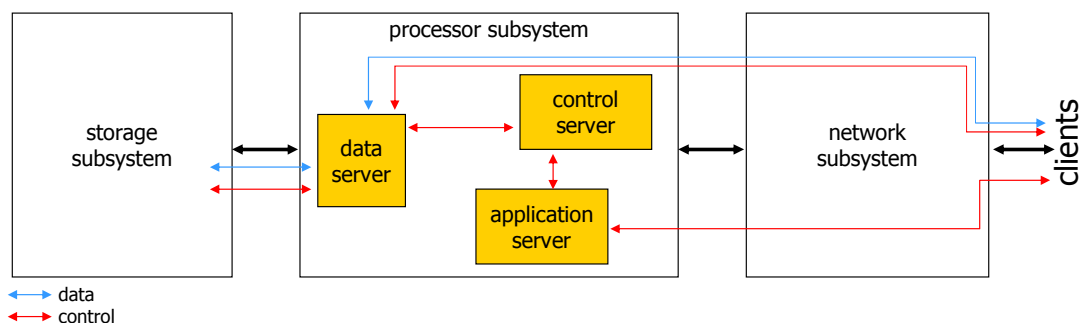 processor subsystem
storage
subsystem
data
server
control
server
application
server
network
subsystem
clients
data
control